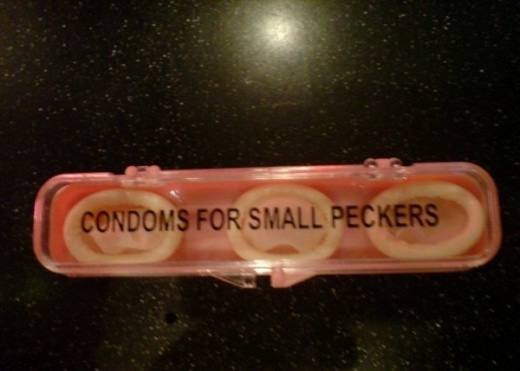 CONDOMS FOR SMALL PECKERS